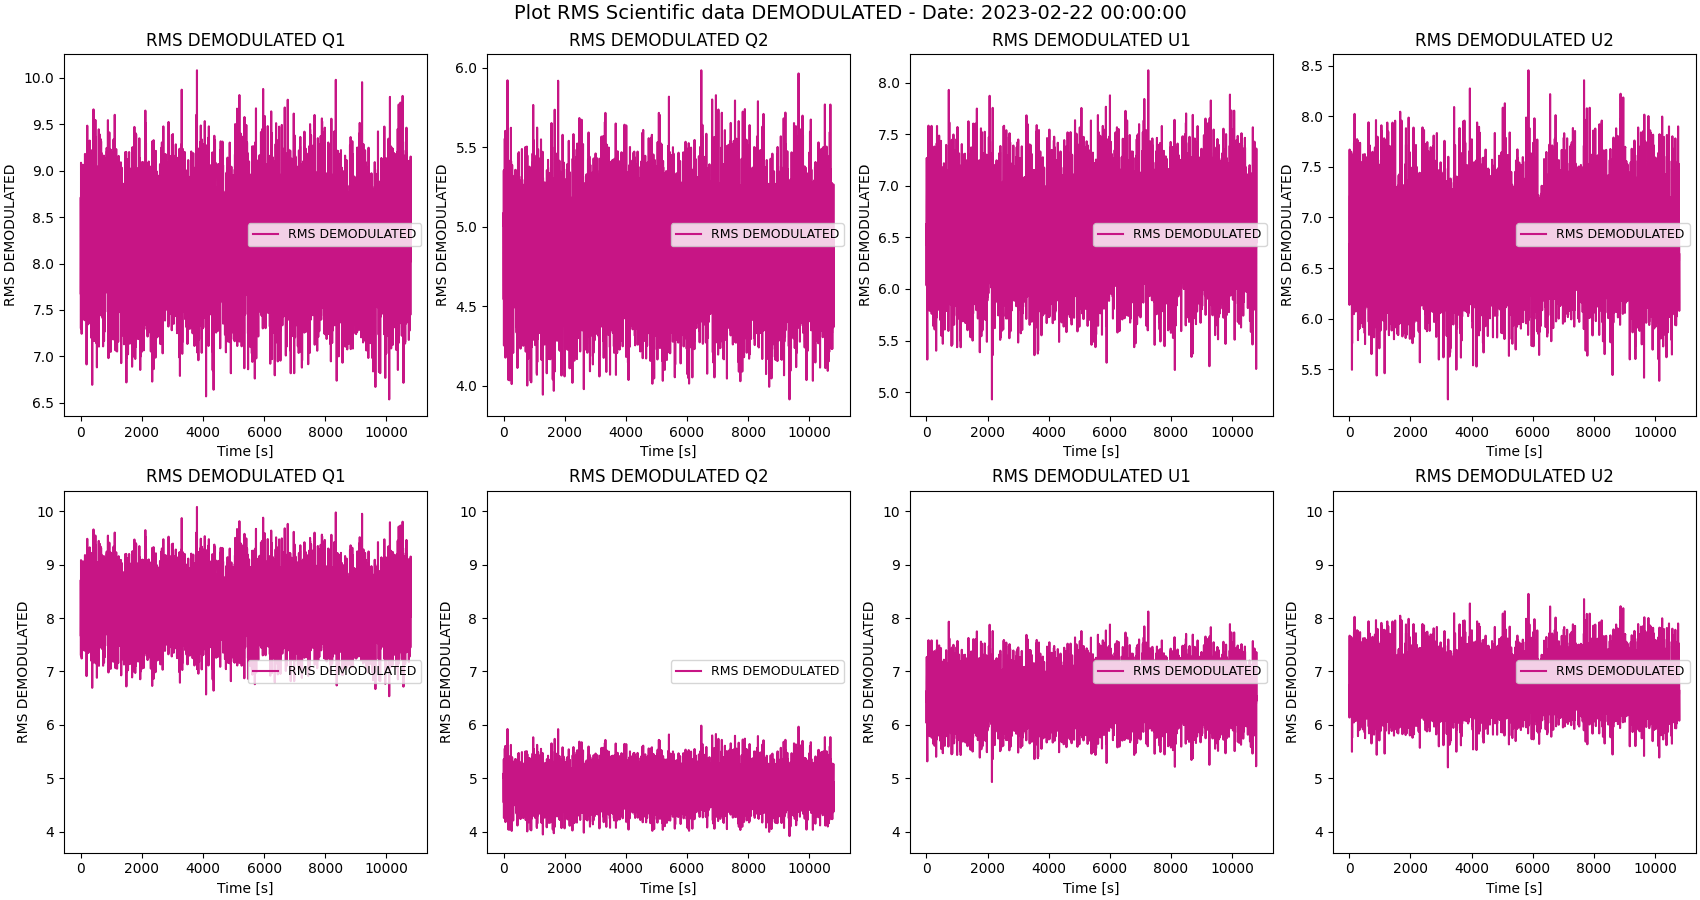 Plot RMS Scientific data DEMODULATED - Date: 2023-02-22 00:00:00
RMS DEMODULATED Q1
RMS DEMODULATED
10.0
9.5
9.0
8.5
8.0
7.5
7.0
6.5
RMS DEMODULATED
0 2000 4000 6000 8000 10000
Time [s]
RMS DEMODULATED Q2
RMS DEMODULATED
6.0
5.5
5.0
4.5
4.0
RMS DEMODULATED
0 2000 4000 6000 8000 10000
Time [s]
RMS DEMODULATED U1
RMS DEMODULATED
8.0
7.5
7.0
6.5
6.0
5.5
5.0
RMS DEMODULATED
0 2000 4000 6000 8000 10000
Time [s]
RMS DEMODULATED U2
RMS DEMODULATED
8.5
8.0
7.5
7.0
6.5
6.0
5.5
RMS DEMODULATED
0 2000 4000 6000 8000 10000
Time [s]
RMS DEMODULATED Q1
RMS DEMODULATED
10
9
8
7
6
5
4
RMS DEMODULATED
0 2000 4000 6000 8000 10000
Time [s]
RMS DEMODULATED Q2
RMS DEMODULATED
10
9
8
7
6
5
4
RMS DEMODULATED
0 2000 4000 6000 8000 10000
Time [s]
RMS DEMODULATED U1
RMS DEMODULATED
10
9
8
7
6
5
4
RMS DEMODULATED
0 2000 4000 6000 8000 10000
Time [s]
RMS DEMODULATED U2
RMS DEMODULATED
10
9
8
7
6
5
4
RMS DEMODULATED
0 2000 4000 6000 8000 10000
Time [s]